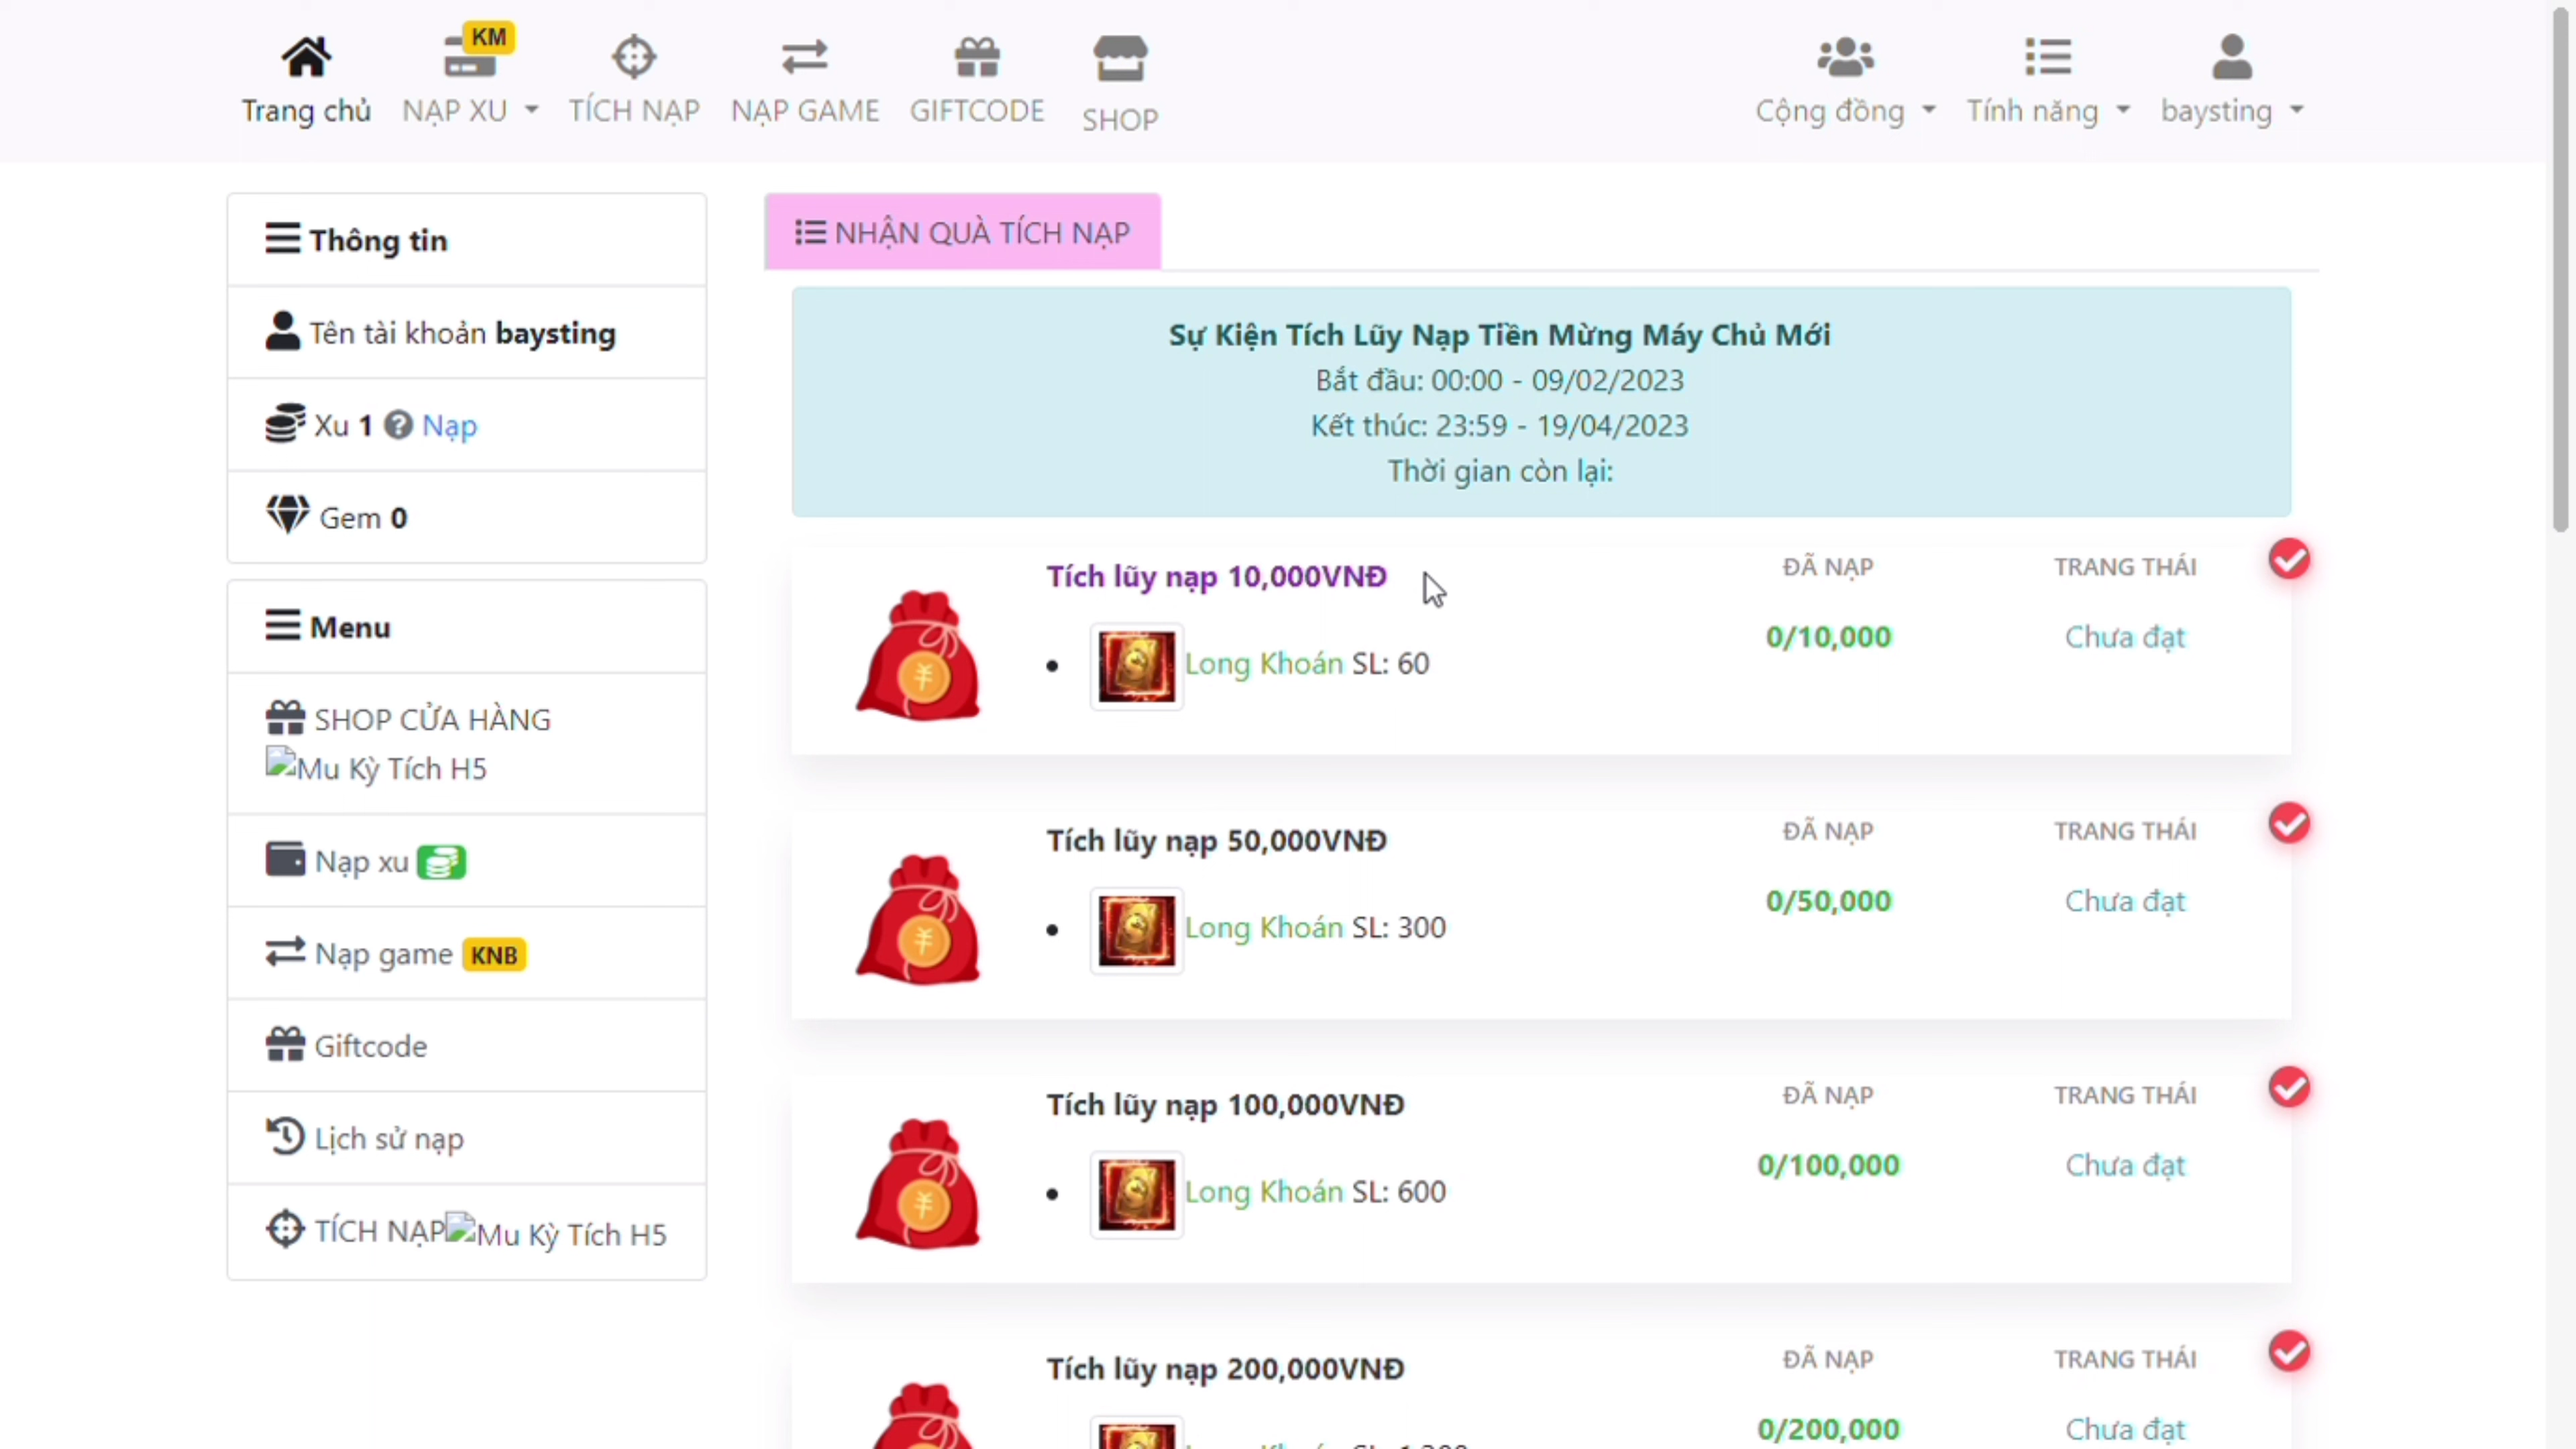 KM
Trang chủ
NẠP XU
TÍCH NẠP
NẠP GAME
GIFTCODE
SHOP
Cộng đồng
Tính năng
baysting
Thông tin
Tên tài khoản baysting
Xu 1 ? Nạp
Gem 0
Menu
SHOP CỬA HÀNG
Mu Kỳ Tích H5
Nạp xu
Nạp game KNB
Giftcode
Lịch sử nạp
TÍCH NẠP Mu Kỳ Tích H5
NHẬN QUÀ TÍCH NẠP
Sự Kiện Tích Lũy Nạp Tiền Mừng Máy Chủ Mới
Bắt đầu: 00:00 - 09/02/2023
Kết thúc: 23:59 - 19/04/2023
Thời gian còn lại:
Tích lũy nạp 10,000VNĐ
Long Khoán SL: 60
ĐÃ NẠP
0/10,000
TRANG THÁI
Chưa đạt
Tích lũy nạp 50,000VNĐ
Long Khoán SL: 300
ĐÃ NẠP
0/50,000
TRANG THÁI
Chưa đạt
Tích lũy nạp 100,000VNĐ
Long Khoán SL: 600
ĐÃ NẠP
0/100,000
TRANG THÁI
Chưa đạt
Tích lũy nạp 200,000VNĐ
ĐÃ NẠP
0/200,000
TRANG THÁI
Chưa đạt